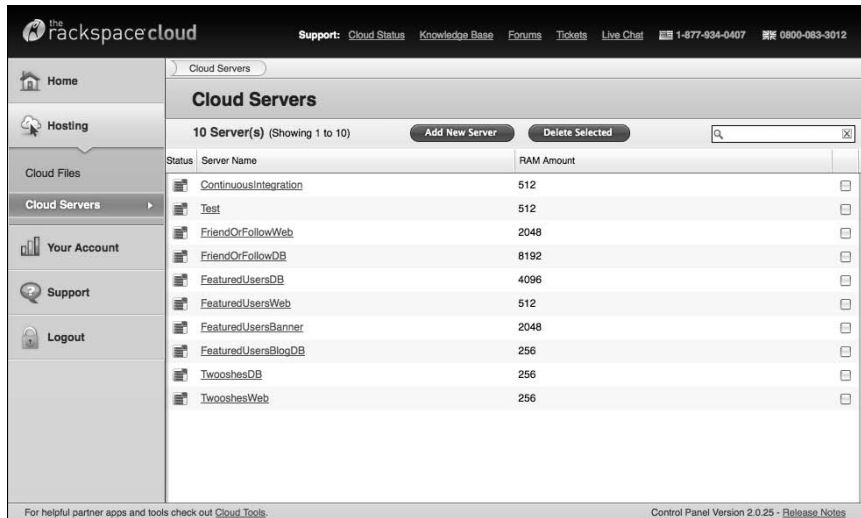 the rackspacecloud
Support: Cloud Status Knowledge Base Forums Tickets Live Chat 1-877-934-0407 0800-083-3012
Home
Hosting
Cloud Files
Cloud Servers
Your Account
Support
Logout
Cloud Servers
Cloud Servers
10 Server(s) (Showing 1 to 10) Add New Server Delete Selected
Status Server Name RAM Amount
ContinuousIntegration 512
Test 512
FriendOrFollowWeb 2048
FriendOrFollowDB 8192
FeaturedUsersDB 4096
FeaturedUsersWeb 512
FeaturedUsersBanner 2048
FeaturedUsersBlogDB 256
TwooshesDB 256
TwooshesWeb 256
For helpful partner apps and tools check out Cloud Tools. Control Panel Version 2.0.25 - Release Notes